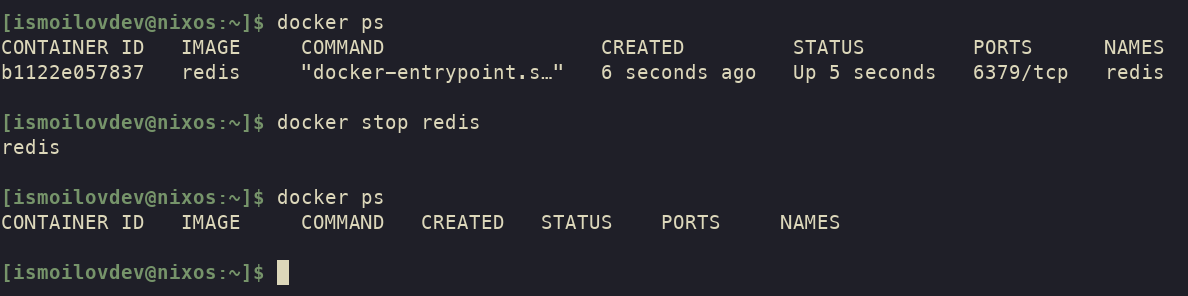 [ismoilovdev@nixos:~]$ docker ps
CONTAINER ID   IMAGE     COMMAND                  CREATED         STATUS         PORTS      NAMES
b1122e057837   redis     "docker-entrypoint.s…"   6 seconds ago   Up 5 seconds   6379/tcp   redis
[ismoilovdev@nixos:~]$ docker stop redis
redis
[ismoilovdev@nixos:~]$ docker ps
CONTAINER ID   IMAGE     COMMAND   CREATED   STATUS    PORTS     NAMES
[ismoilovdev@nixos:~]$